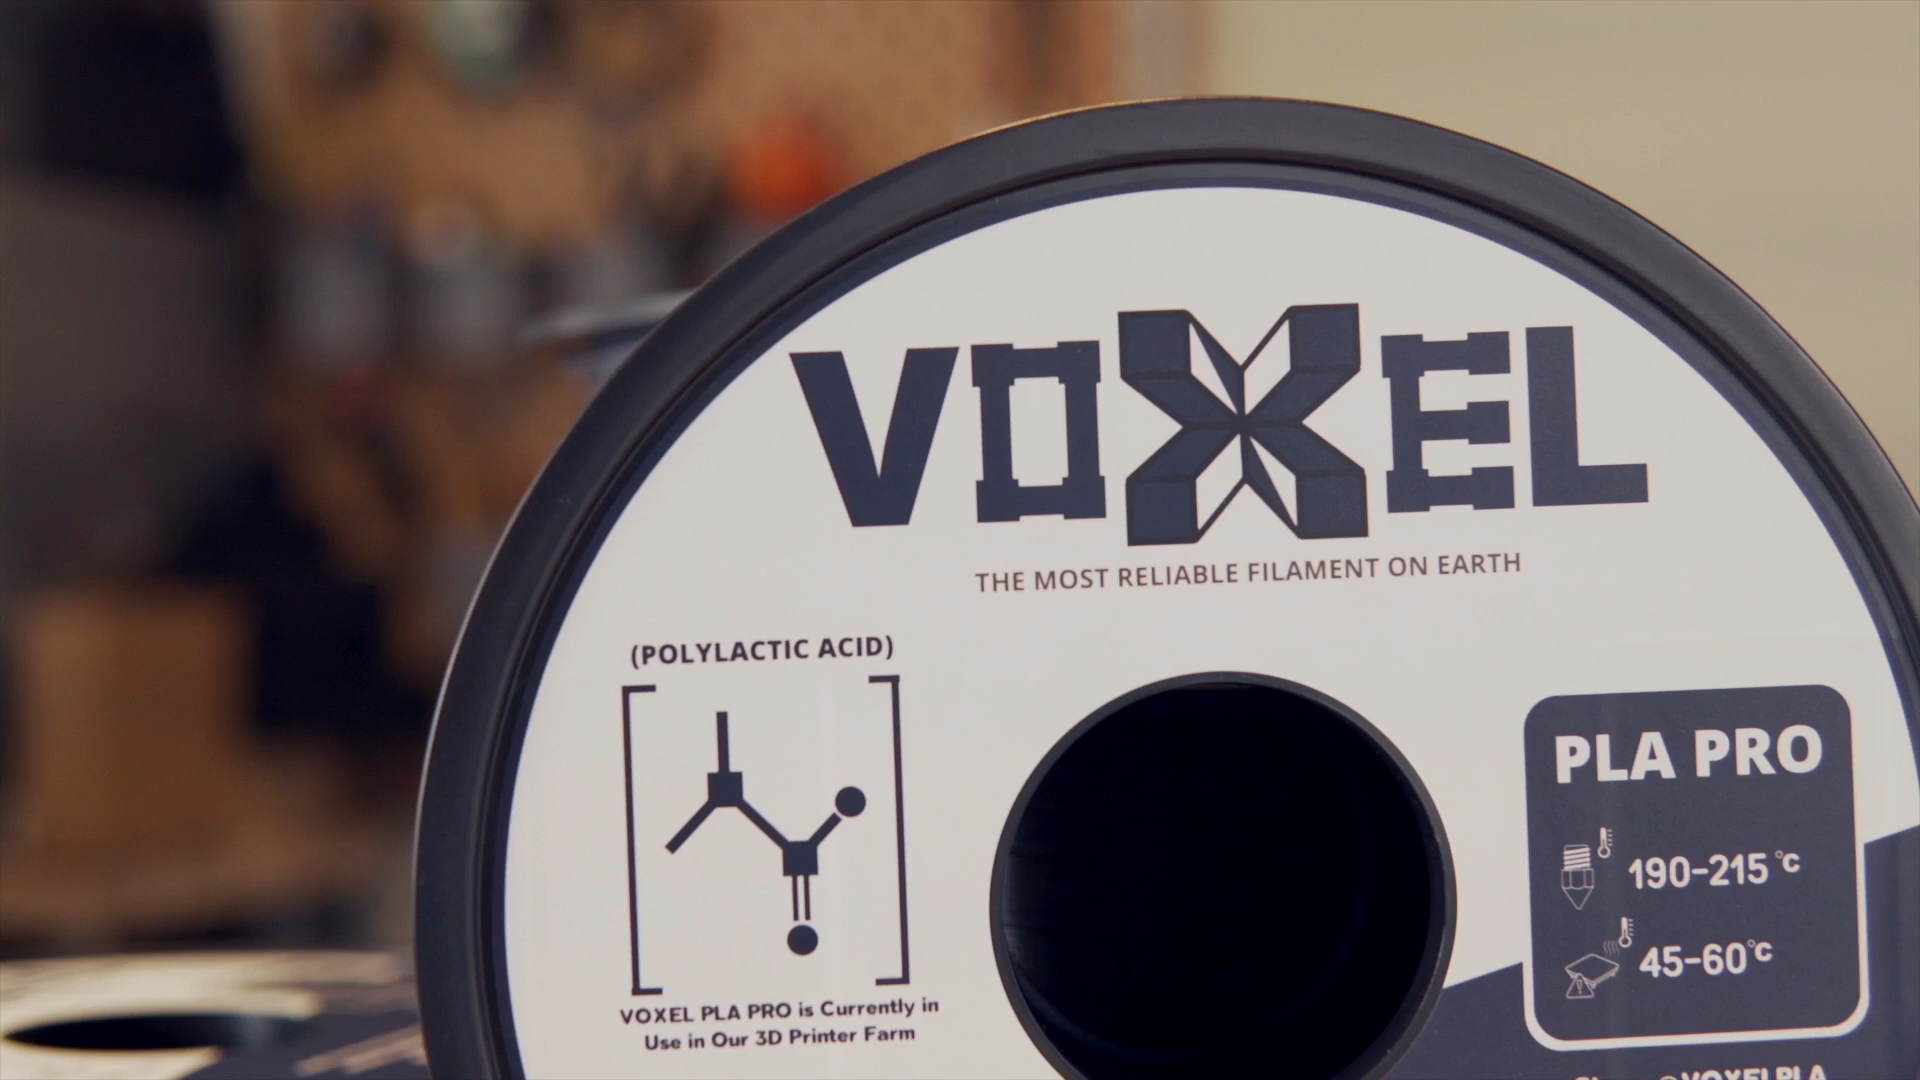 VOXEL
THE MOST RELIABLE FILAMENT ON EARTH
(POLYLACTIC ACID)
VOXEL PLA PRO is Currently in
Use in Our 3D Printer Farm
PLA PRO
190-215 °C
45-60 °C
@VOXELPLA